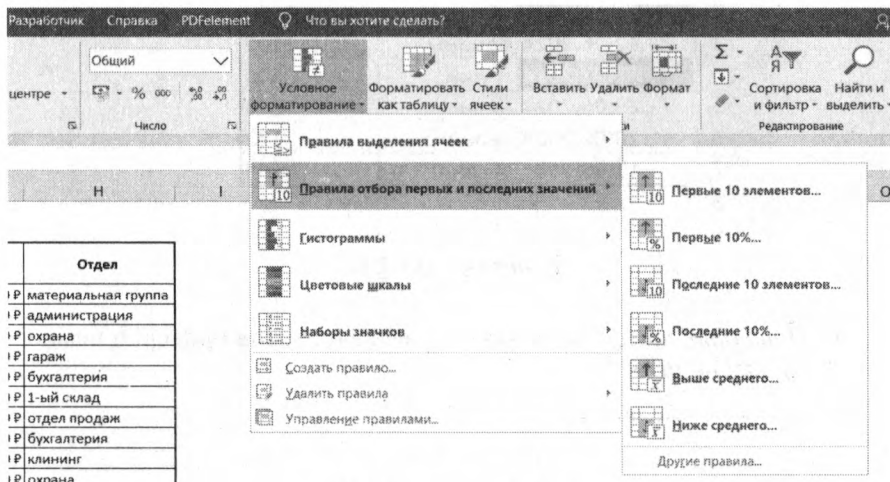 Разработчик Справка PDFelement Что вы хотите сделать?
Общий
центре % 000 ,00 ,0
Число
Условное форматирование
Форматировать как таблицу
Стили ячеек
Вставить Удалить Формат
Σ
Сортировка и фильтр
Найти и выделить
Редактирование
H I O
Правила выделения ячеек
Правила отбора первых и последних значений
Гистограммы
Цветовые шкалы
Наборы значков
Создать правило...
Удалить правила
Управление правилами...
Первые 10 элементов...
Первые 10%...
Последние 10 элементов...
Последние 10%...
Выше среднего...
Ниже среднего...
Другие правила...
Отдел
₽ материальная группа
₽ администрация
₽ охрана
₽ гараж
₽ бухгалтерия
₽ 1-ый склад
₽ отдел продаж
₽ бухгалтерия
₽ клининг
₽ охрана